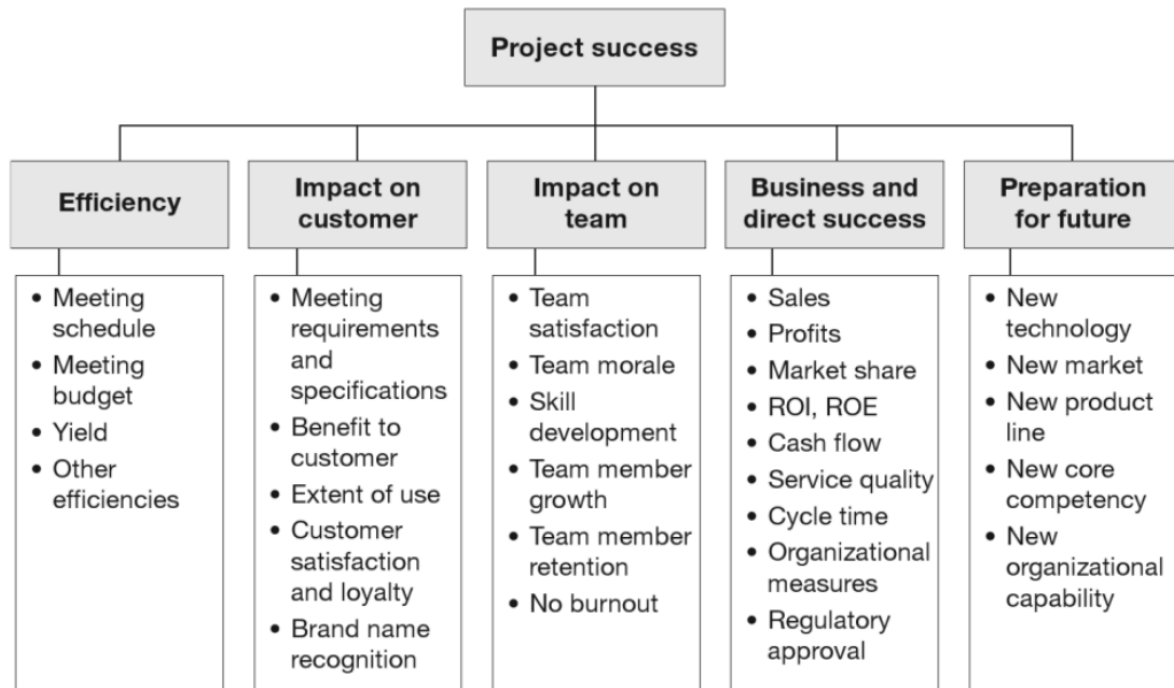 Project success
Efficiency
Impact on
customer
Impact on
team
Business and
direct success
Preparation
for future
• Meeting
schedule
• Meeting
budget
• Yield
• Other
efficiencies
• Meeting
requirements
and
specifications
• Benefit to
customer
• Extent of use
• Customer
satisfaction
and loyalty
• Brand name
recognition
• Team
satisfaction
• Team morale
• Skill
development
• Team member
growth
• Team member
retention
• No burnout
• Sales
• Profits
• Market share
• ROI, ROE
• Cash flow
• Service quality
• Cycle time
• Organizational
measures
• Regulatory
approval
• New
technology
• New market
• New product
line
• New core
competency
• New
organizational
capability